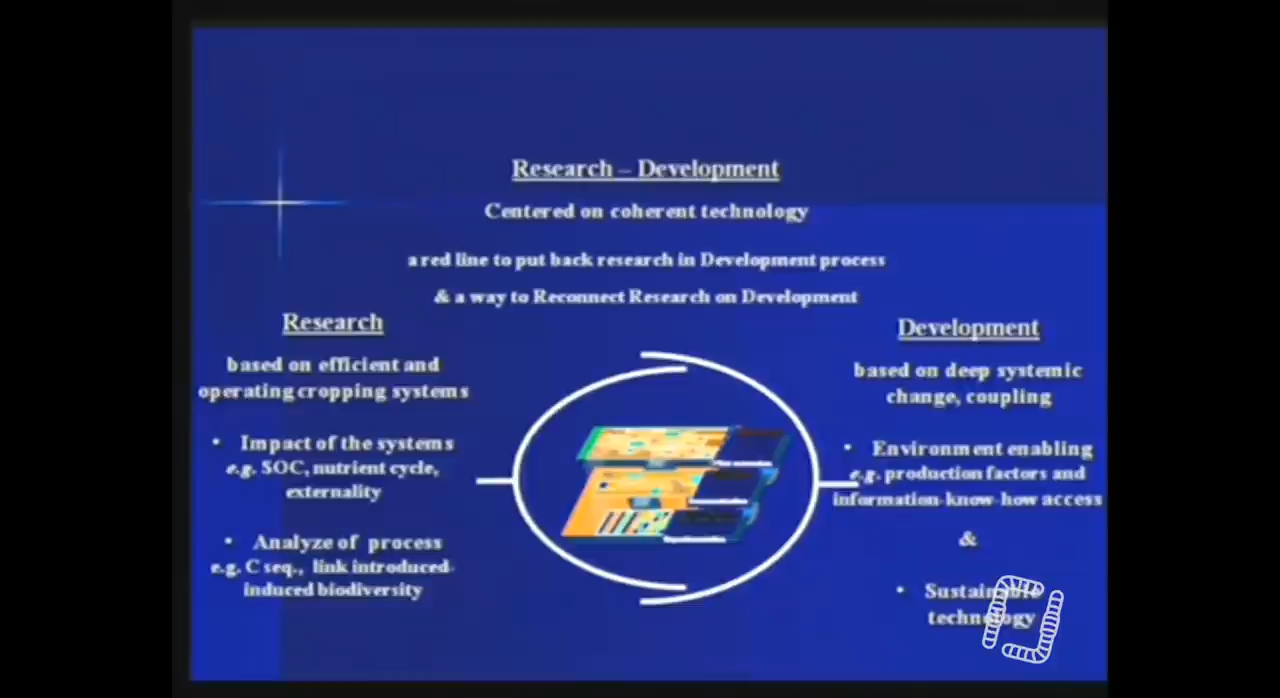 Research – Development
Centered on coherent technology
a red line to put back research in Development process
& a way to Reconnect Research on Development
Research
based on efficient and
operating cropping systems
• Impact of the systems
e.g. SOC, nutrient cycle,
externality
• Analyze of process
e.g. C seq., link introduced-
induced biodiversity
Development
based on deep systemic
change, coupling
• Environment enabling
e.g. production factors and
information-know-how access
&
• Sustainable
technology